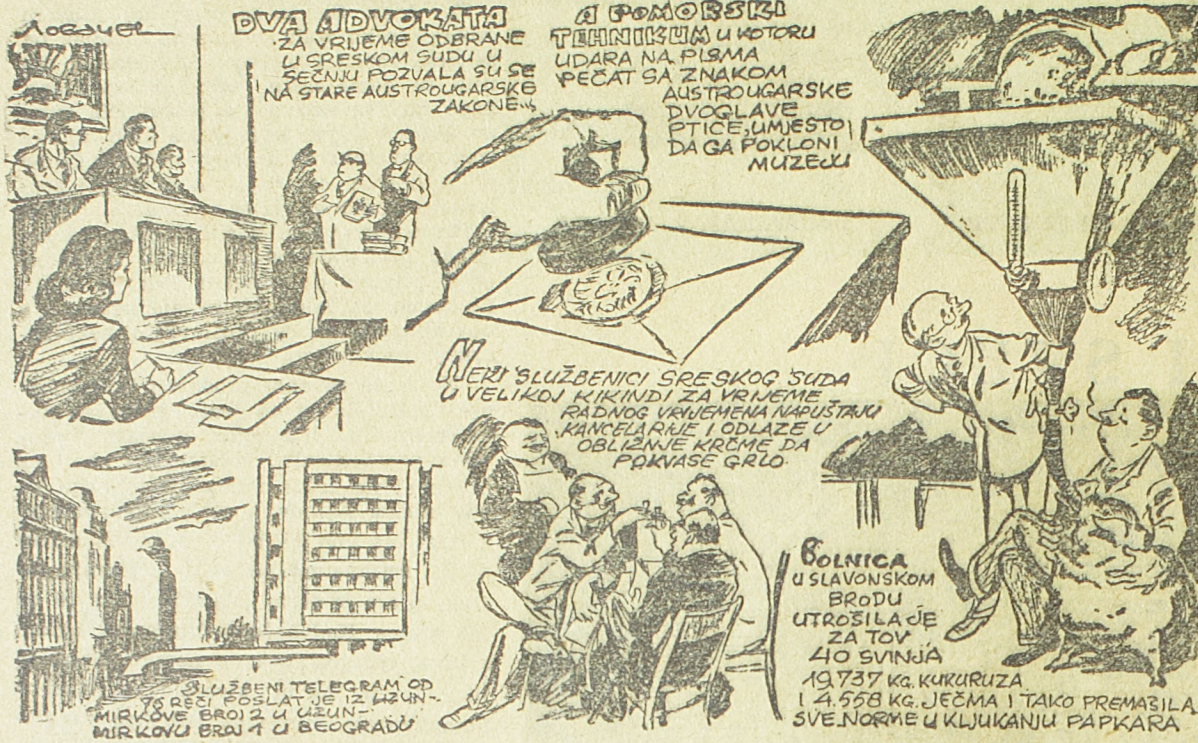 DVA ADVOKATA
ZA VRIJEME ODBRANE
U SRESKOM SUDU U
SEČNJU POZVALA SU SE
NA STARE AUSTROUGARSKE
ZAKONE...
A POMORSKI
TEHNIKUM U KOTORU
UDARA NA PISMA
PEČAT SA ZNAKOM
AUSTROUGARSKE
DVOGLAVE
PTICE, UMJESTO
DA GA POKLONI
MUZEJU
NEKI SLUŽBENICI SRESKOG SUDA
U VELIKOJ KIKINDI ZA VRIJEME
RADNOG VRIJEMENA NAPUŠTAJU
KANCELARIJE I ODLAZE U
OBLIŽNJE KRČME DA
POKVASE GRLO.
SLUŽBENI TELEGRAM OD
78 REČI POSLAT JE IZ UZUN-
MIRKOVE BROJ 2 U UZUN-
MIRKOVU BROJ 1 U BEOGRADU
BOLNICA
U SLAVONSKOM
BRODU
UTROŠILA JE
ZA TOV
40 SVINJA
19.737 KG. KUKURUZA
I 4.558 KG. JEČMA I TAKO PREMAŠILA
SVE NORME U KLJUKANJU PAPKARA